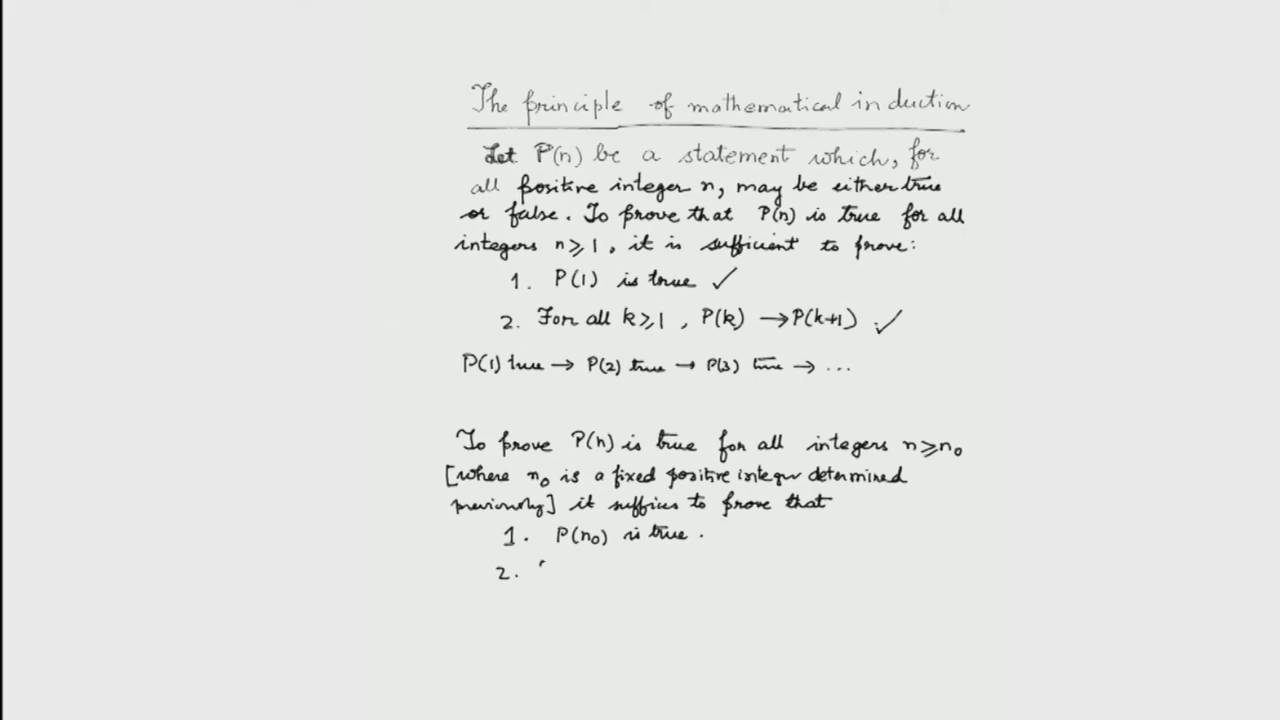 The principle of mathematical induction
Let P(n) be a statement which, for
all positive integer n, may be either true
or false. To prove that P(n) is true for all
integers n≥1, it is sufficient to prove:
1. P(1) is true ✓
2. For all k≥1, P(k) → P(k+1) ✓
P(1) true → P(2) true → P(3) true → ...
To prove P(n) is true for all integers n≥n₀
[where n₀ is a fixed positive integer determined
previously] it suffices to prove that
1. P(n₀) is true.
2.